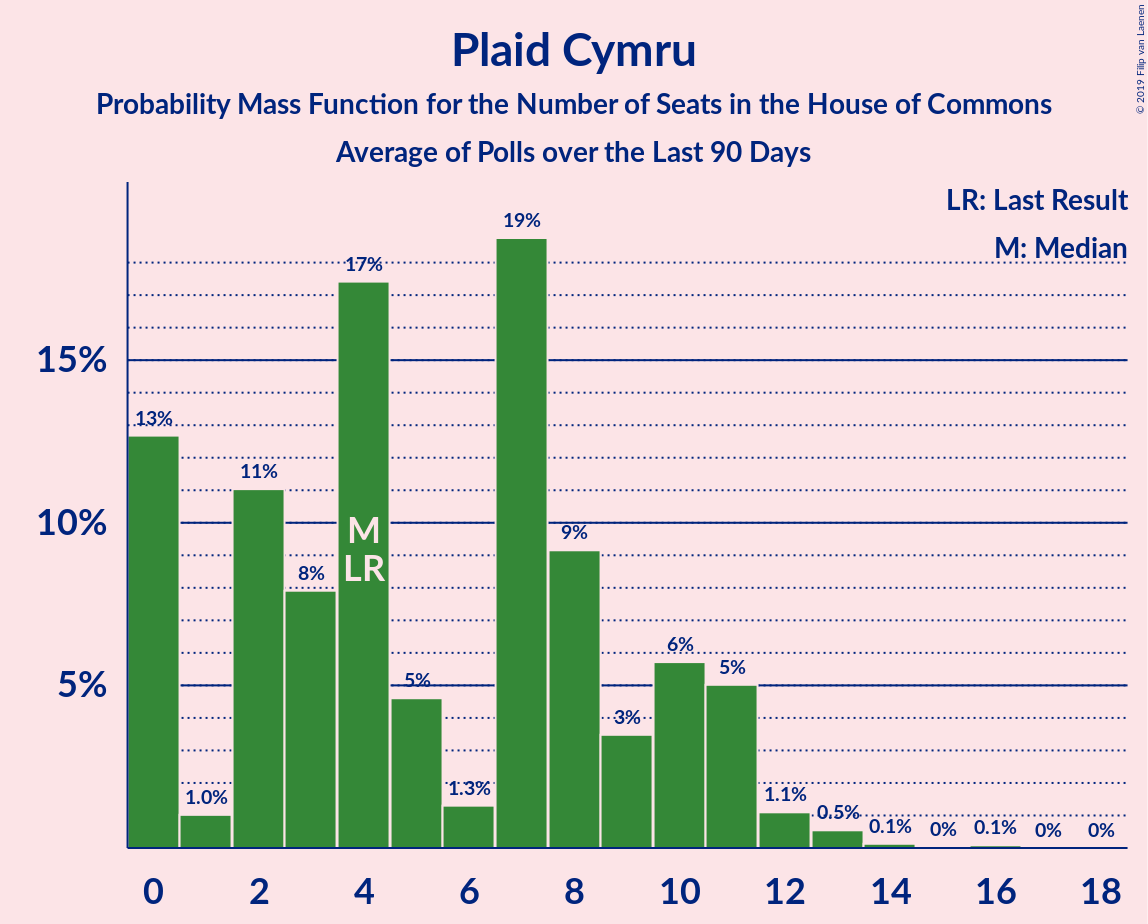 Plaid Cymru
Probability Mass Function for the Number of Seats in the House of Commons
Average of Polls over the Last 90 Days
© 2019 Filip van Laenen
LR: Last Result
M: Median
15%
10%
5%
13%
1.0%
11%
8%
17%
M
LR
5%
1.3%
19%
9%
3%
6%
5%
1.1%
0.5%
0.1%
0%
0.1%
0%
0%
0 2 4 6 8 10 12 14 16 18